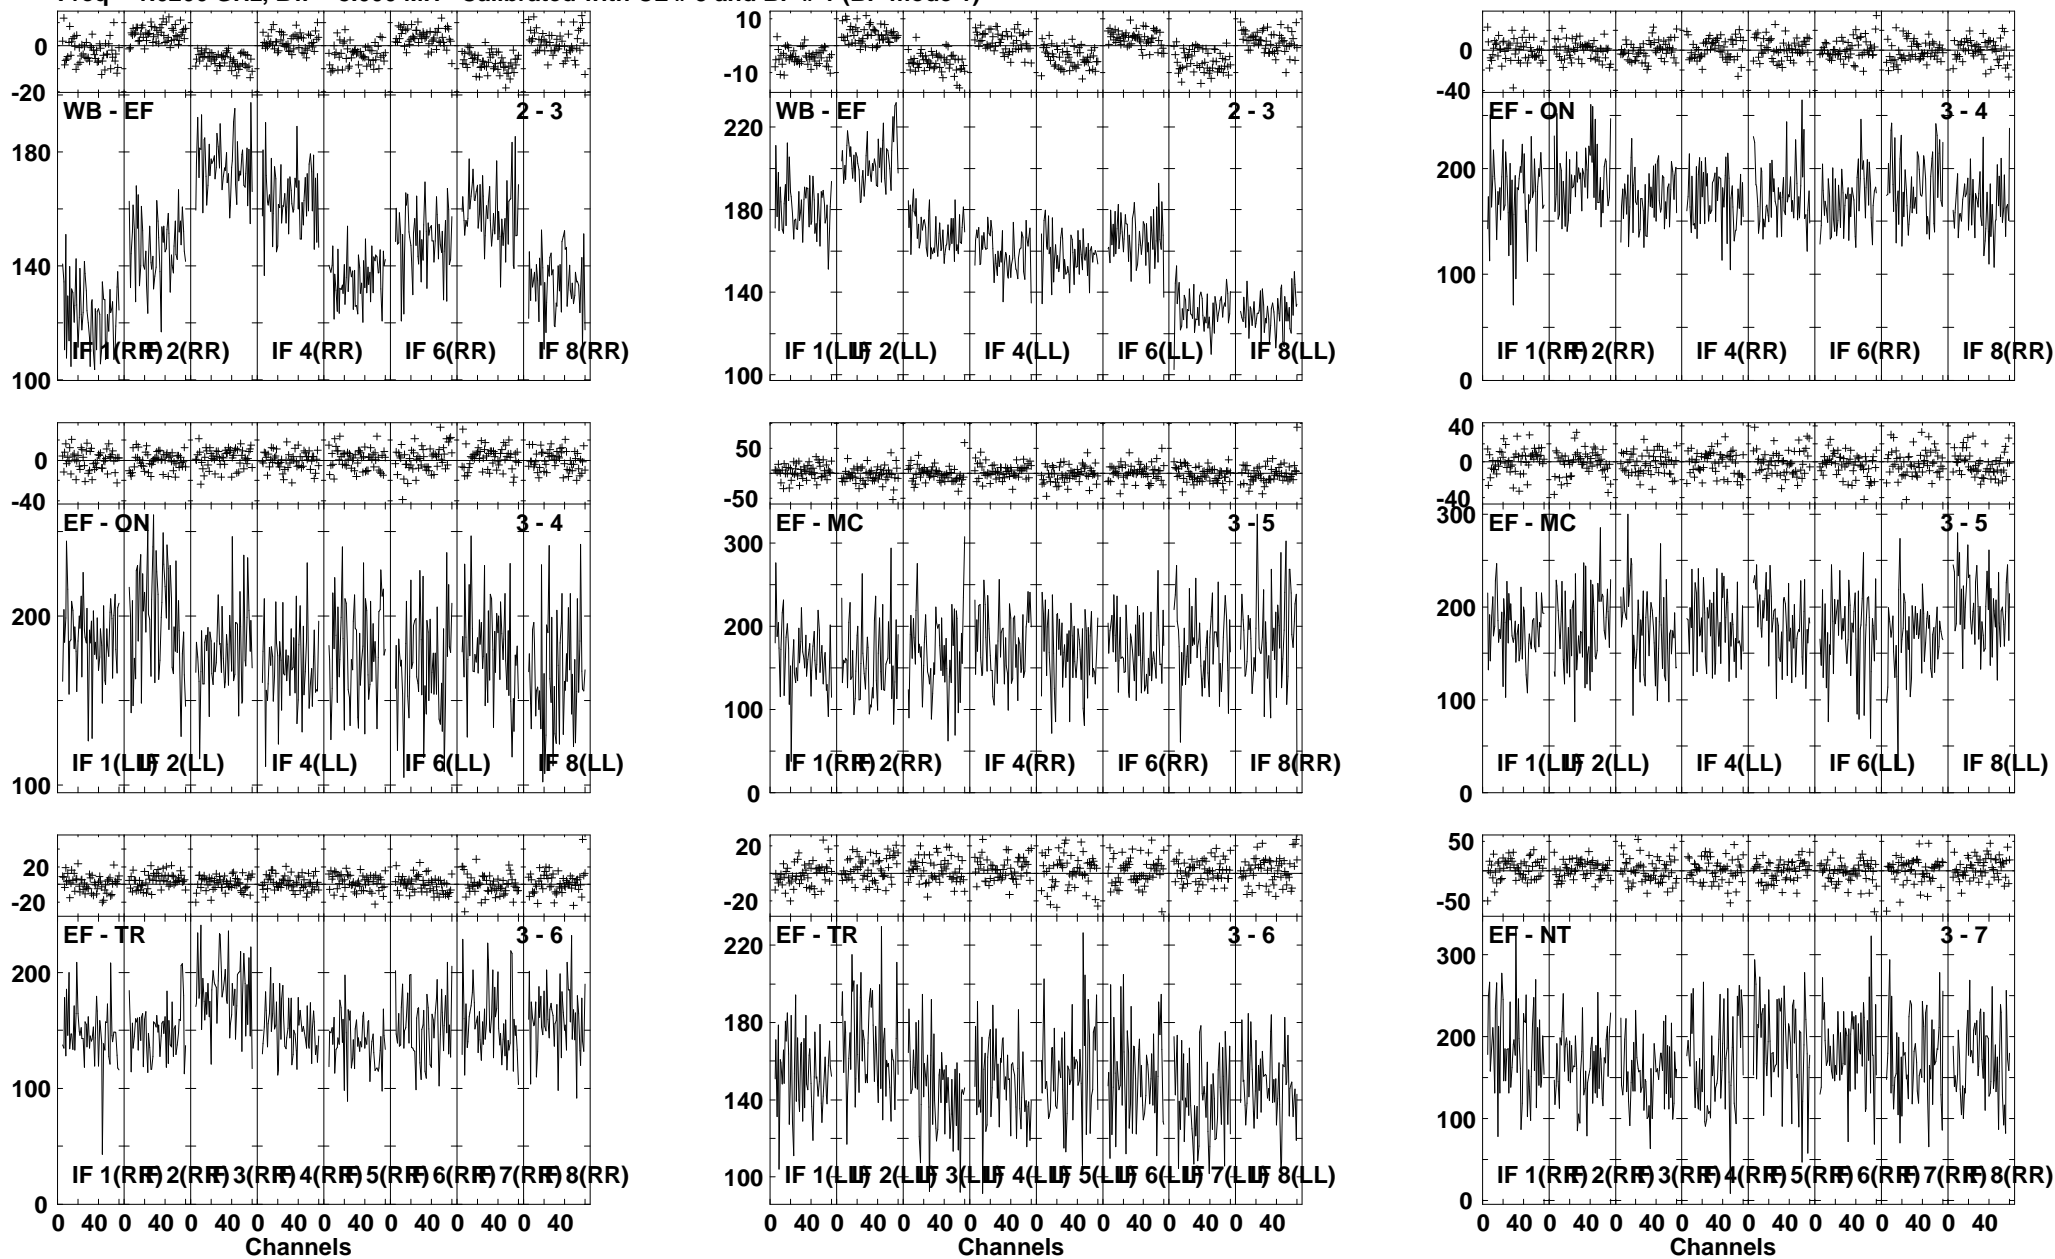 0
-20
WB - EF
2 - 3
180
140
IF 1(RR) IF 2(RR) IF 4(RR) IF 6(RR) IF 8(RR)
100
10
-10
WB - EF
2 - 3
220
180
140
IF 1(LL) IF 2(LL) IF 4(LL) IF 6(LL) IF 8(LL)
100
0
-40
EF - ON
3 - 4
200
100
IF 1(RR) IF 2(RR) IF 4(RR) IF 6(RR) IF 8(RR)
0
0
-40
EF - ON
3 - 4
200
IF 1(LL) IF 2(LL) IF 4(LL) IF 6(LL) IF 8(LL)
100
50
-50
EF - MC
3 - 5
300
200
100
IF 1(RR) IF 2(RR) IF 4(RR) IF 6(RR) IF 8(RR)
0
40
0
-40
300
EF - MC
3 - 5
200
100
IF 1(LL) IF 2(LL) IF 4(LL) IF 6(LL) IF 8(LL)
0
20
-20
EF - TR
3 - 6
200
100
IF 1(RR) IF 2(RR) IF 3(RR) IF 4(RR) IF 5(RR) IF 6(RR) IF 7(RR) IF 8(RR)
0
0 40 0 40 0 40 0 40 0 40 0 40 0 40 0 40
Channels
20
-20
EF - TR
3 - 6
220
180
140
100
IF 1(LL) IF 2(LL) IF 3(LL) IF 4(LL) IF 5(LL) IF 6(LL) IF 7(LL) IF 8(LL)
0 40 0 40 0 40 0 40 0 40 0 40 0 40 0 40
Channels
50
-50
EF - NT
3 - 7
300
200
100
IF 1(RR) IF 2(RR) IF 3(RR) IF 4(RR) IF 5(RR) IF 6(RR) IF 7(RR) IF 8(RR)
0
0 40 0 40 0 40 0 40 0 40 0 40 0 40 0 40
Channels